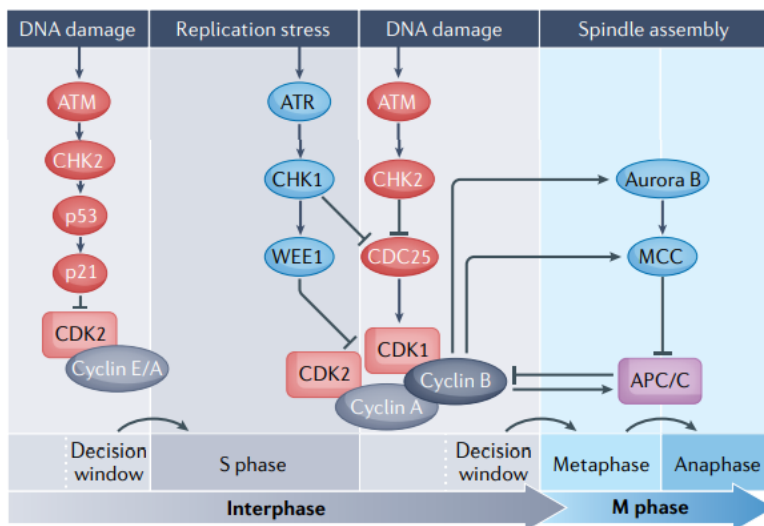 DNA damage
Replication stress
DNA damage
Spindle assembly
ATM
ATR
ATM
CHK2
CHK1
CHK2
Aurora B
p53
WEE1
CDC25
MCC
p21
CDK2
Cyclin E/A
CDK2
CDK1
Cyclin A
Cyclin B
APC/C
Decision
window
S phase
Decision
window
Metaphase
Anaphase
Interphase
M phase